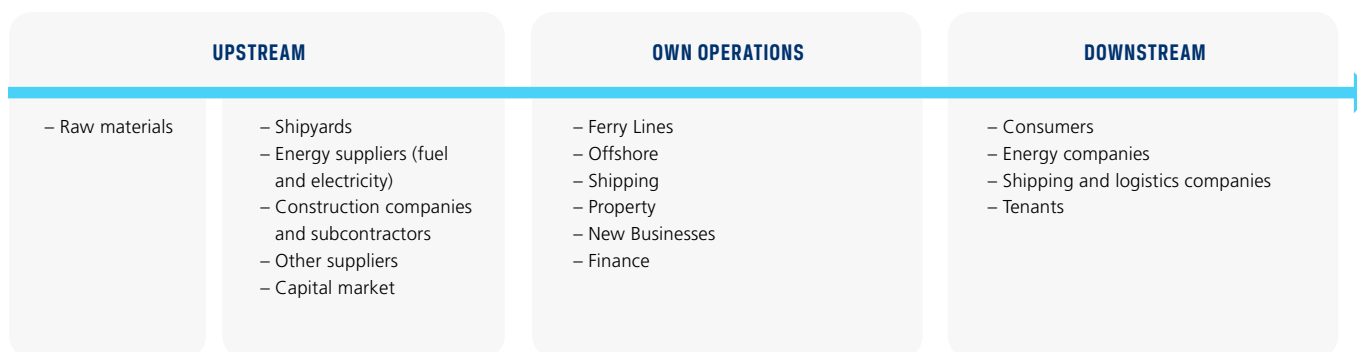 UPSTREAM
– Raw materials
– Shipyards
– Energy suppliers (fuel
and electricity)
– Construction companies
and subcontractors
– Other suppliers
– Capital market
OWN OPERATIONS
– Ferry Lines
– Offshore
– Shipping
– Property
– New Businesses
– Finance
DOWNSTREAM
– Consumers
– Energy companies
– Shipping and logistics companies
– Tenants